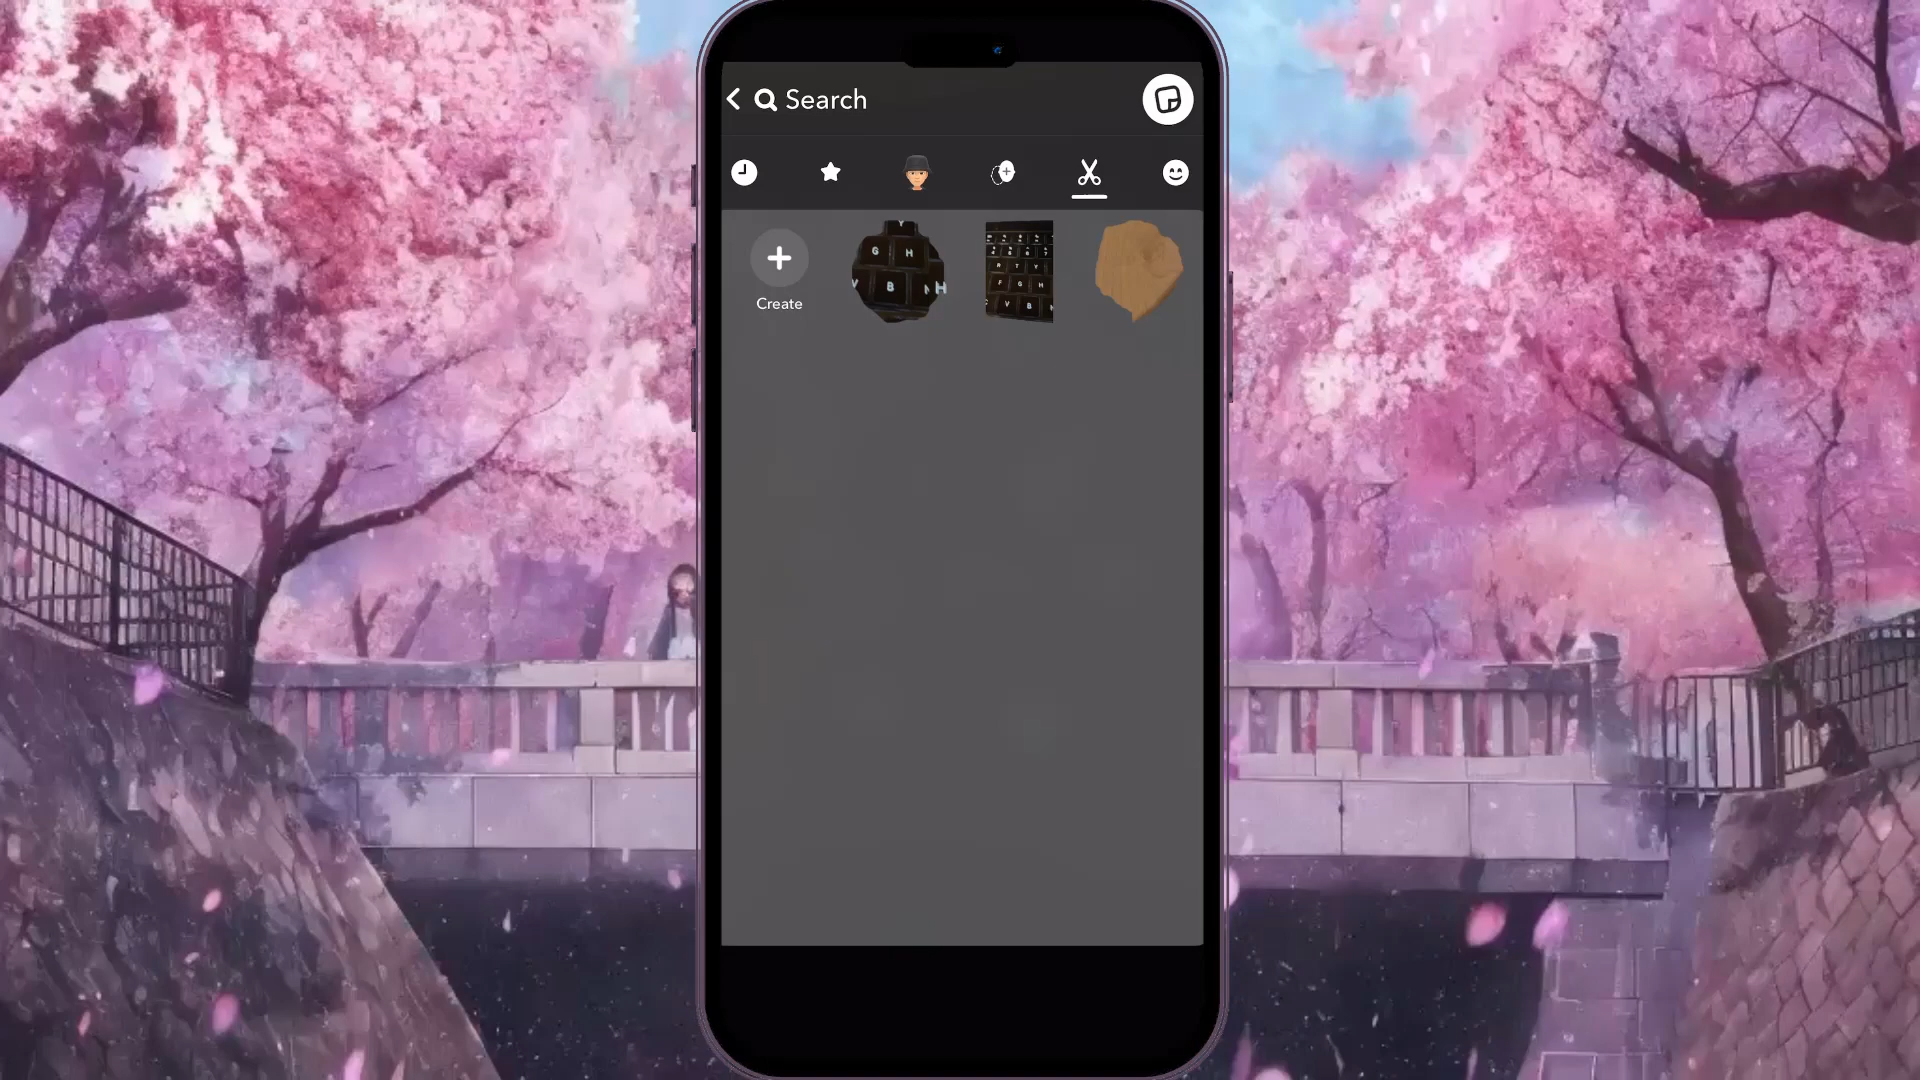 Search
Create
Y
G H
V B N H
R T Y
F G H
C V B N